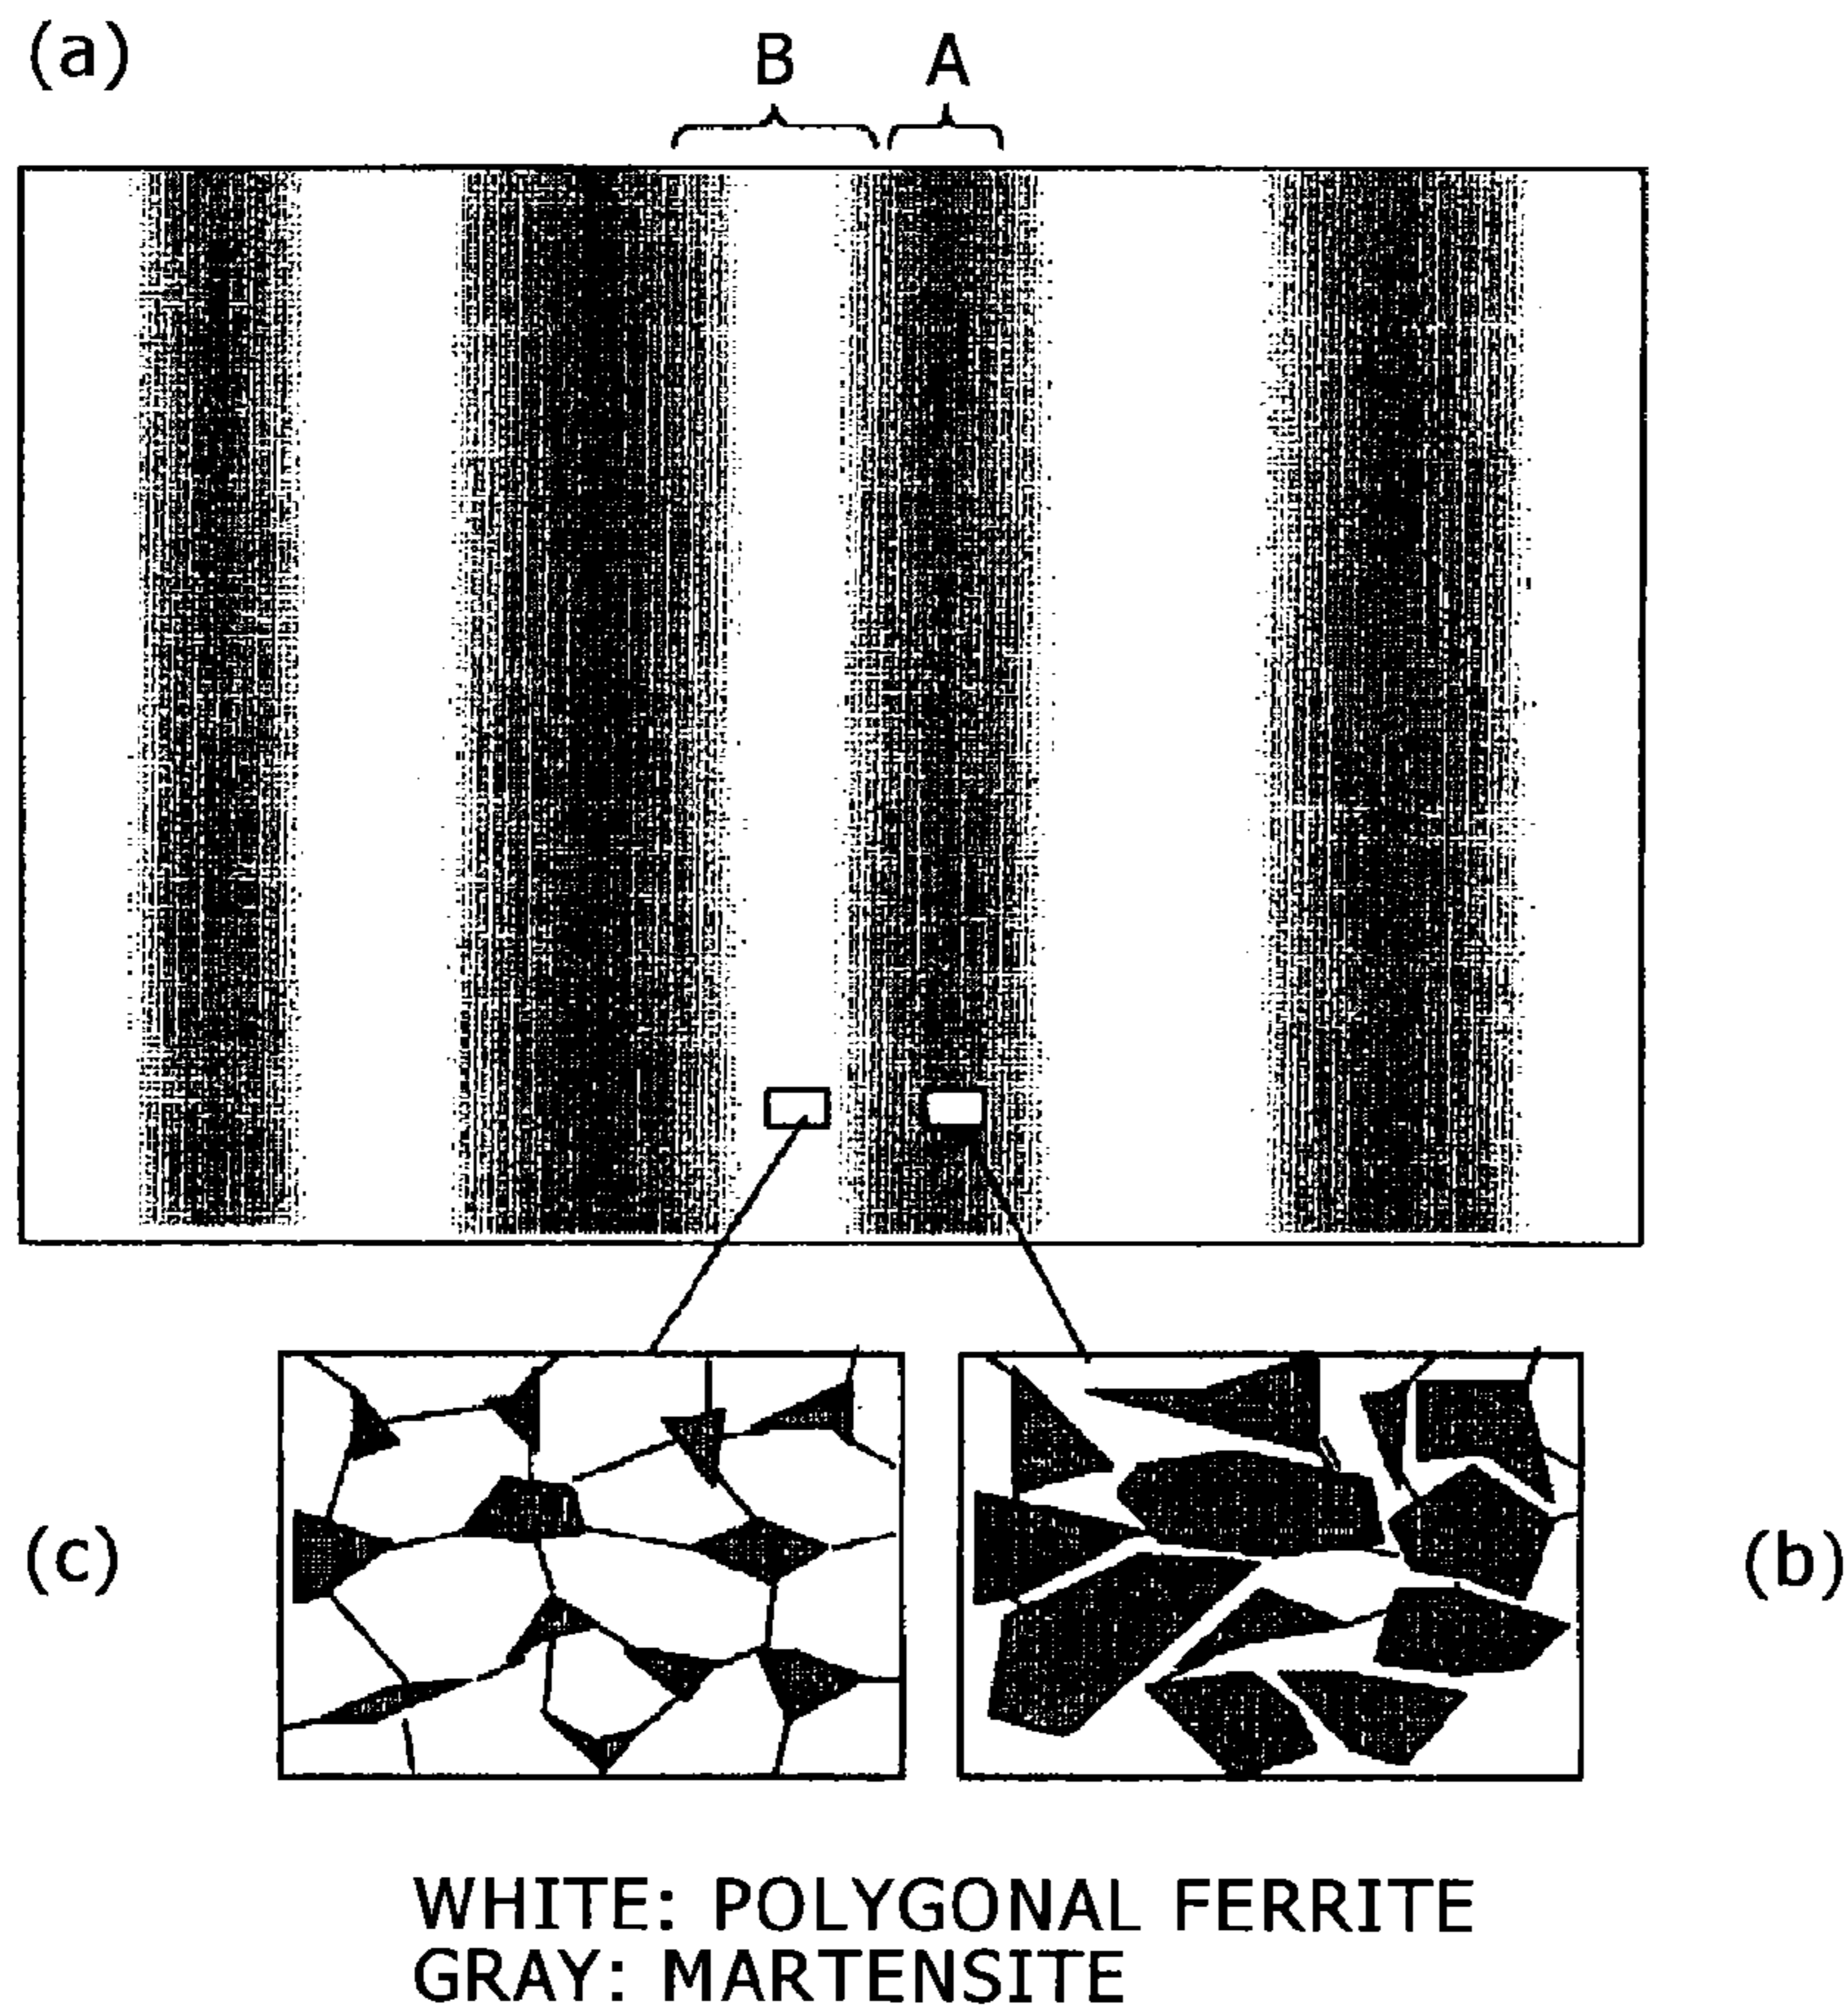 (a)
B A
(c)
(b)
WHITE: POLYGONAL FERRITE
GRAY: MARTENSITE